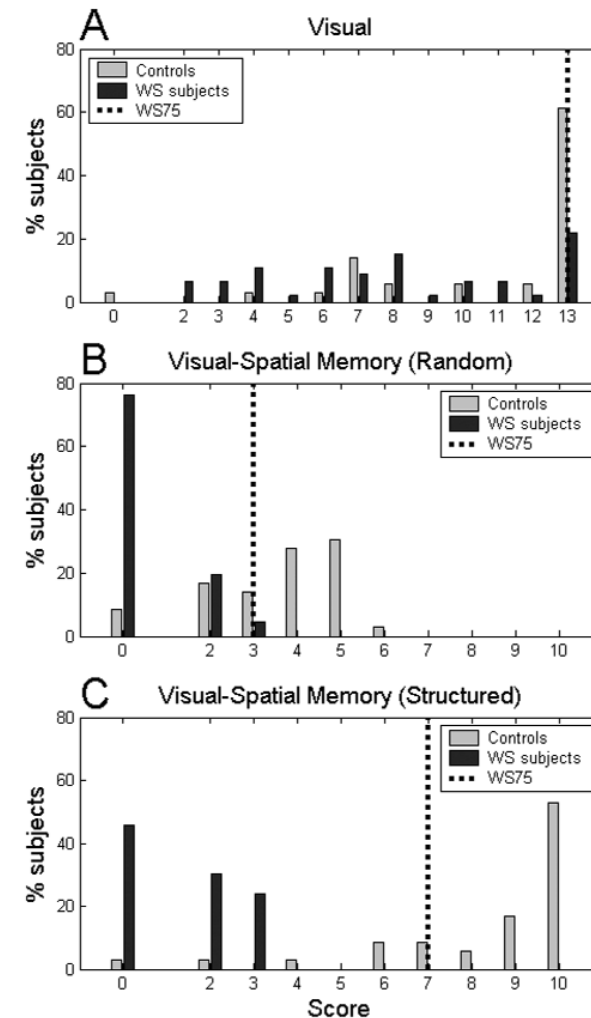 A
Visual
80
60
40
20
0
% subjects
Controls
WS subjects
WS75
0 2 3 4 5 6 7 8 9 10 11 12 13
B
Visual-Spatial Memory (Random)
80
60
40
20
0
% subjects
Controls
WS subjects
WS75
0 2 3 4 5 6 7 8 9 10
C
Visual-Spatial Memory (Structured)
80
60
40
20
0
% subjects
Controls
WS subjects
WS75
0 2 3 4 5 6 7 8 9 10
Score